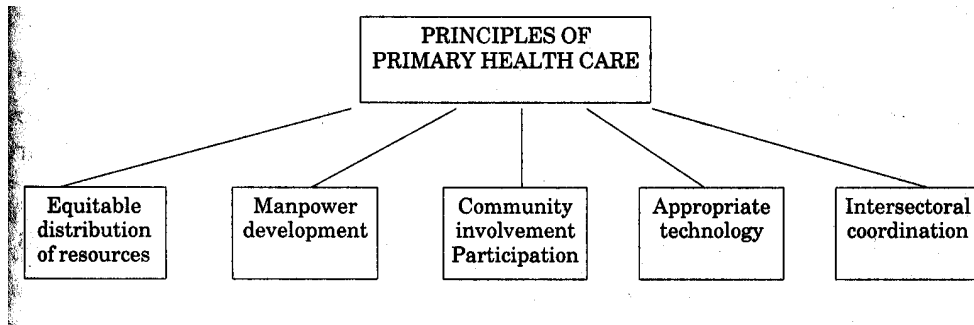 PRINCIPLES OF
PRIMARY HEALTH CARE
Equitable
distribution
of resources
Manpower
development
Community
involvement
Participation
Appropriate
technology
Intersectoral
coordination